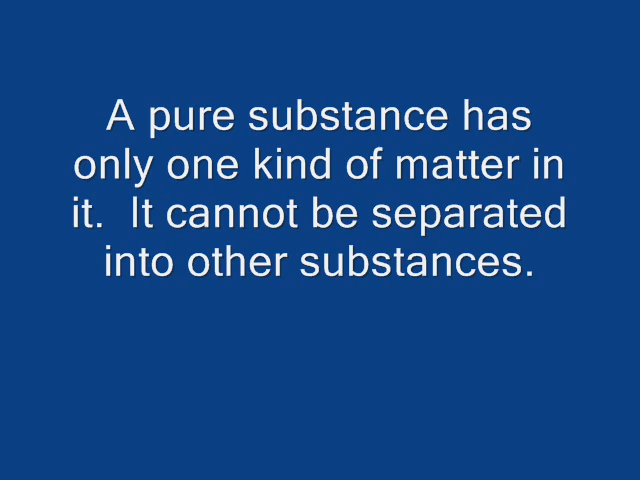 A pure substance has
only one kind of matter in
it.  It cannot be separated
into other substances.